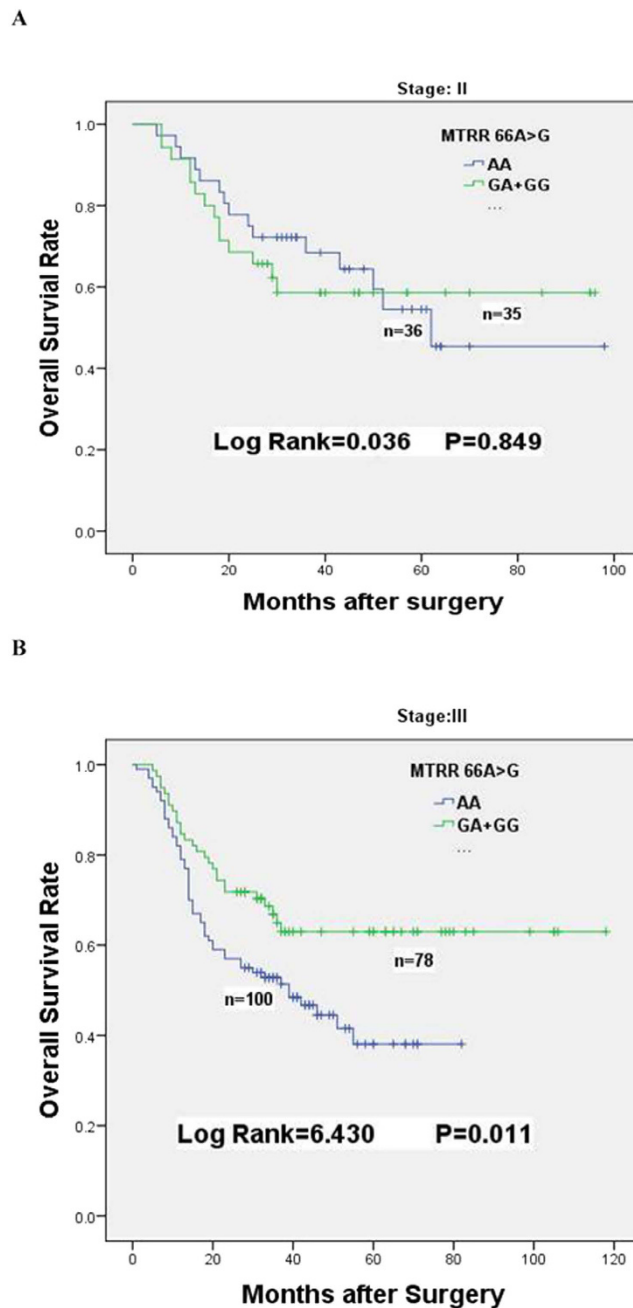 A
Stage: II
MTRR 66A>G
AA
GA+GG
...
1.0
0.8
0.6
0.4
0.2
0.0
Overall Survial Rate
n=36
n=35
Log Rank=0.036 P=0.849
0 20 40 60 80 100
Months after surgery
B
Stage:III
MTRR 66A>G
AA
GA+GG
...
1.0
0.8
0.6
0.4
0.2
0.0
Overall Survival Rate
n=78
n=100
Log Rank=6.430 P=0.011
0 20 40 60 80 100 120
Months after Surgery